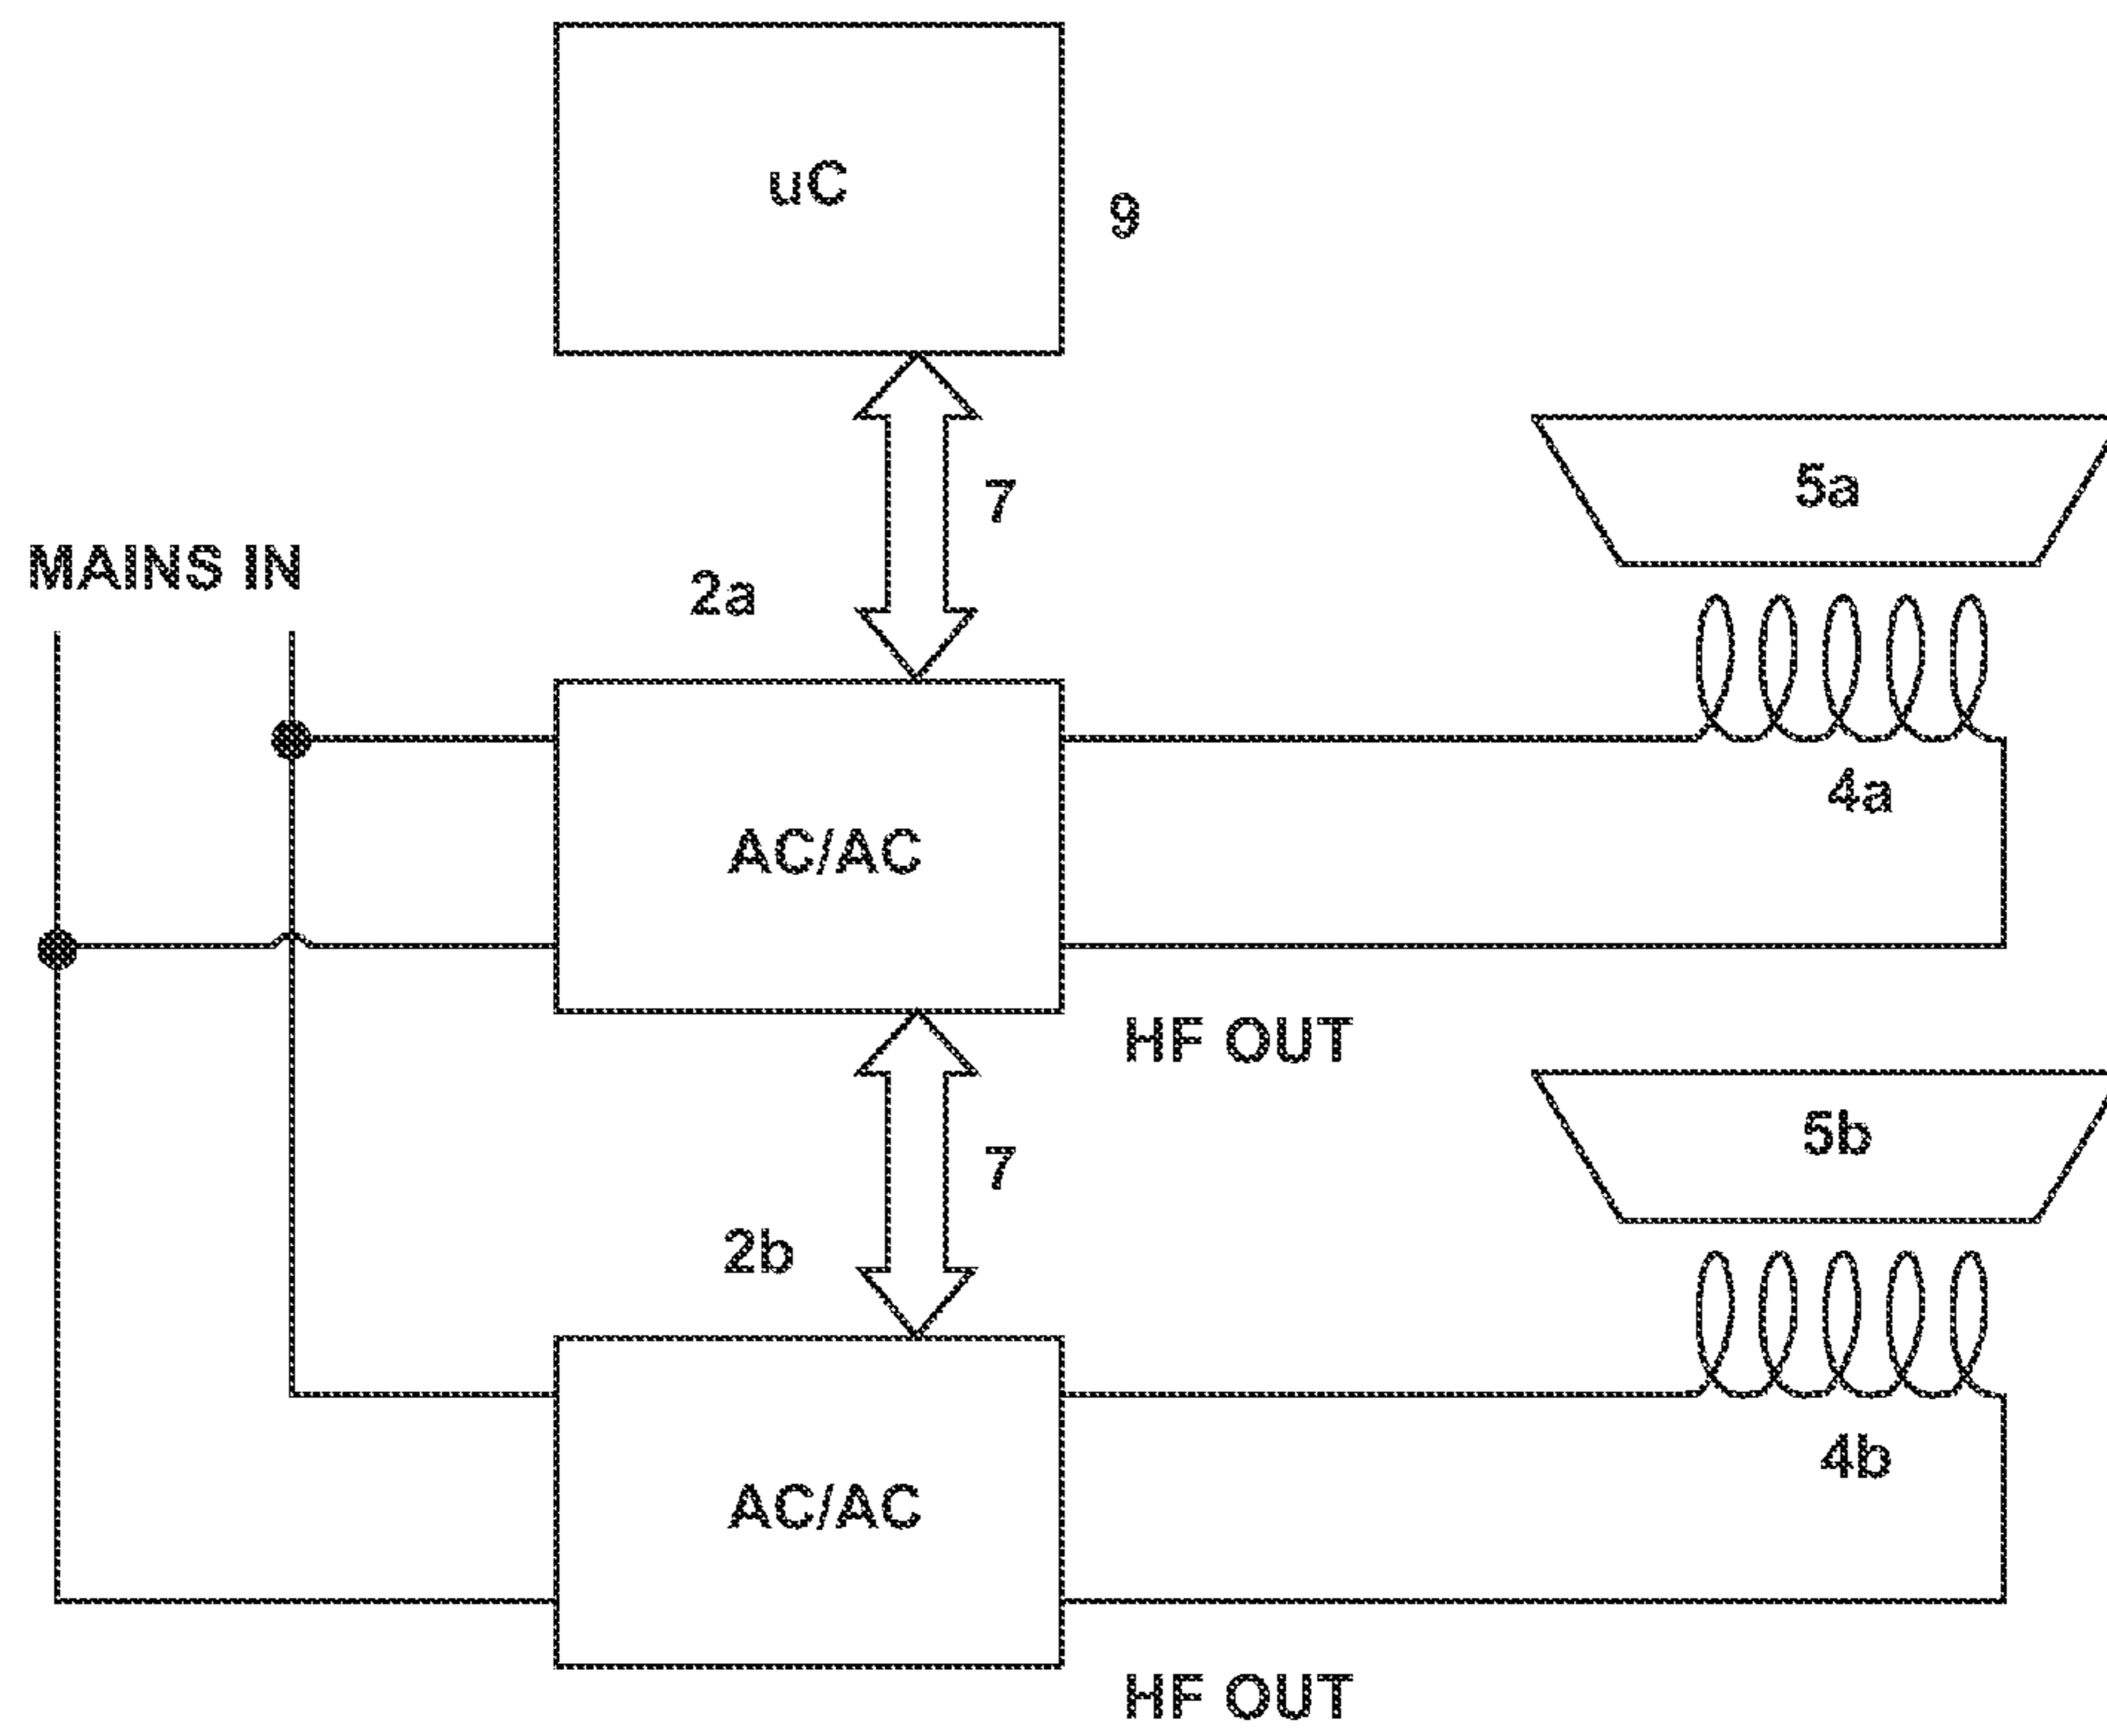 uC
9
7
5a
MAINS IN
2a
4a
AC/AC
HF OUT
5b
7
2b
4b
AC/AC
HF OUT